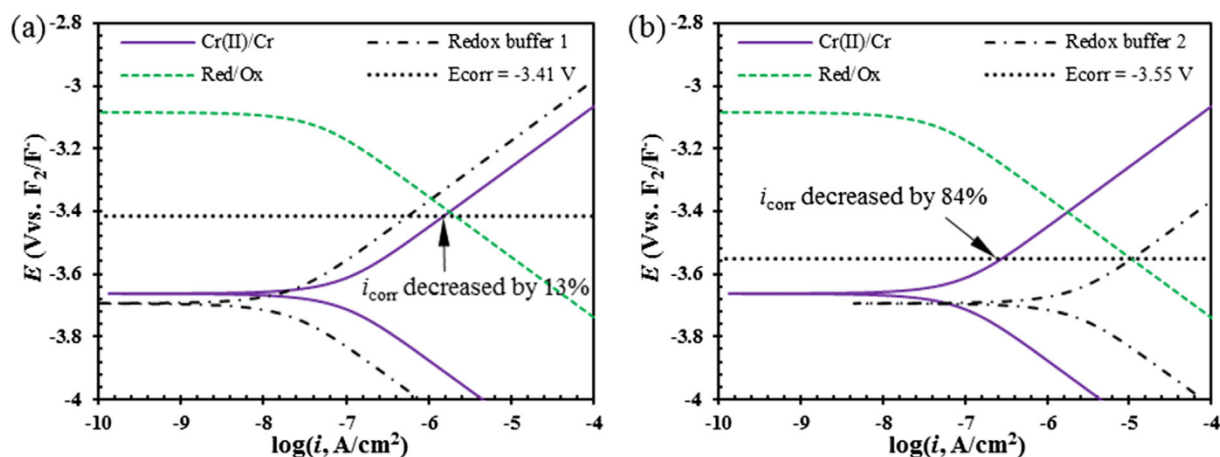 (a)
Cr(II)/Cr
Redox buffer 1
Red/Ox
Ecorr = -3.41 V
-2.8
-3
-3.2
-3.4
-3.6
-3.8
-4
E (Vvs. F₂/F⁻)
icorr decreased by 13%
-10
-9
-8
-7
-6
-5
-4
log(i, A/cm²)
(b)
Cr(II)/Cr
Redox buffer 2
Red/Ox
Ecorr = -3.55 V
-2.8
-3
-3.2
-3.4
-3.6
-3.8
-4
E (Vvs. F₂/F⁻)
icorr decreased by 84%
-10
-9
-8
-7
-6
-5
-4
log(i, A/cm²)